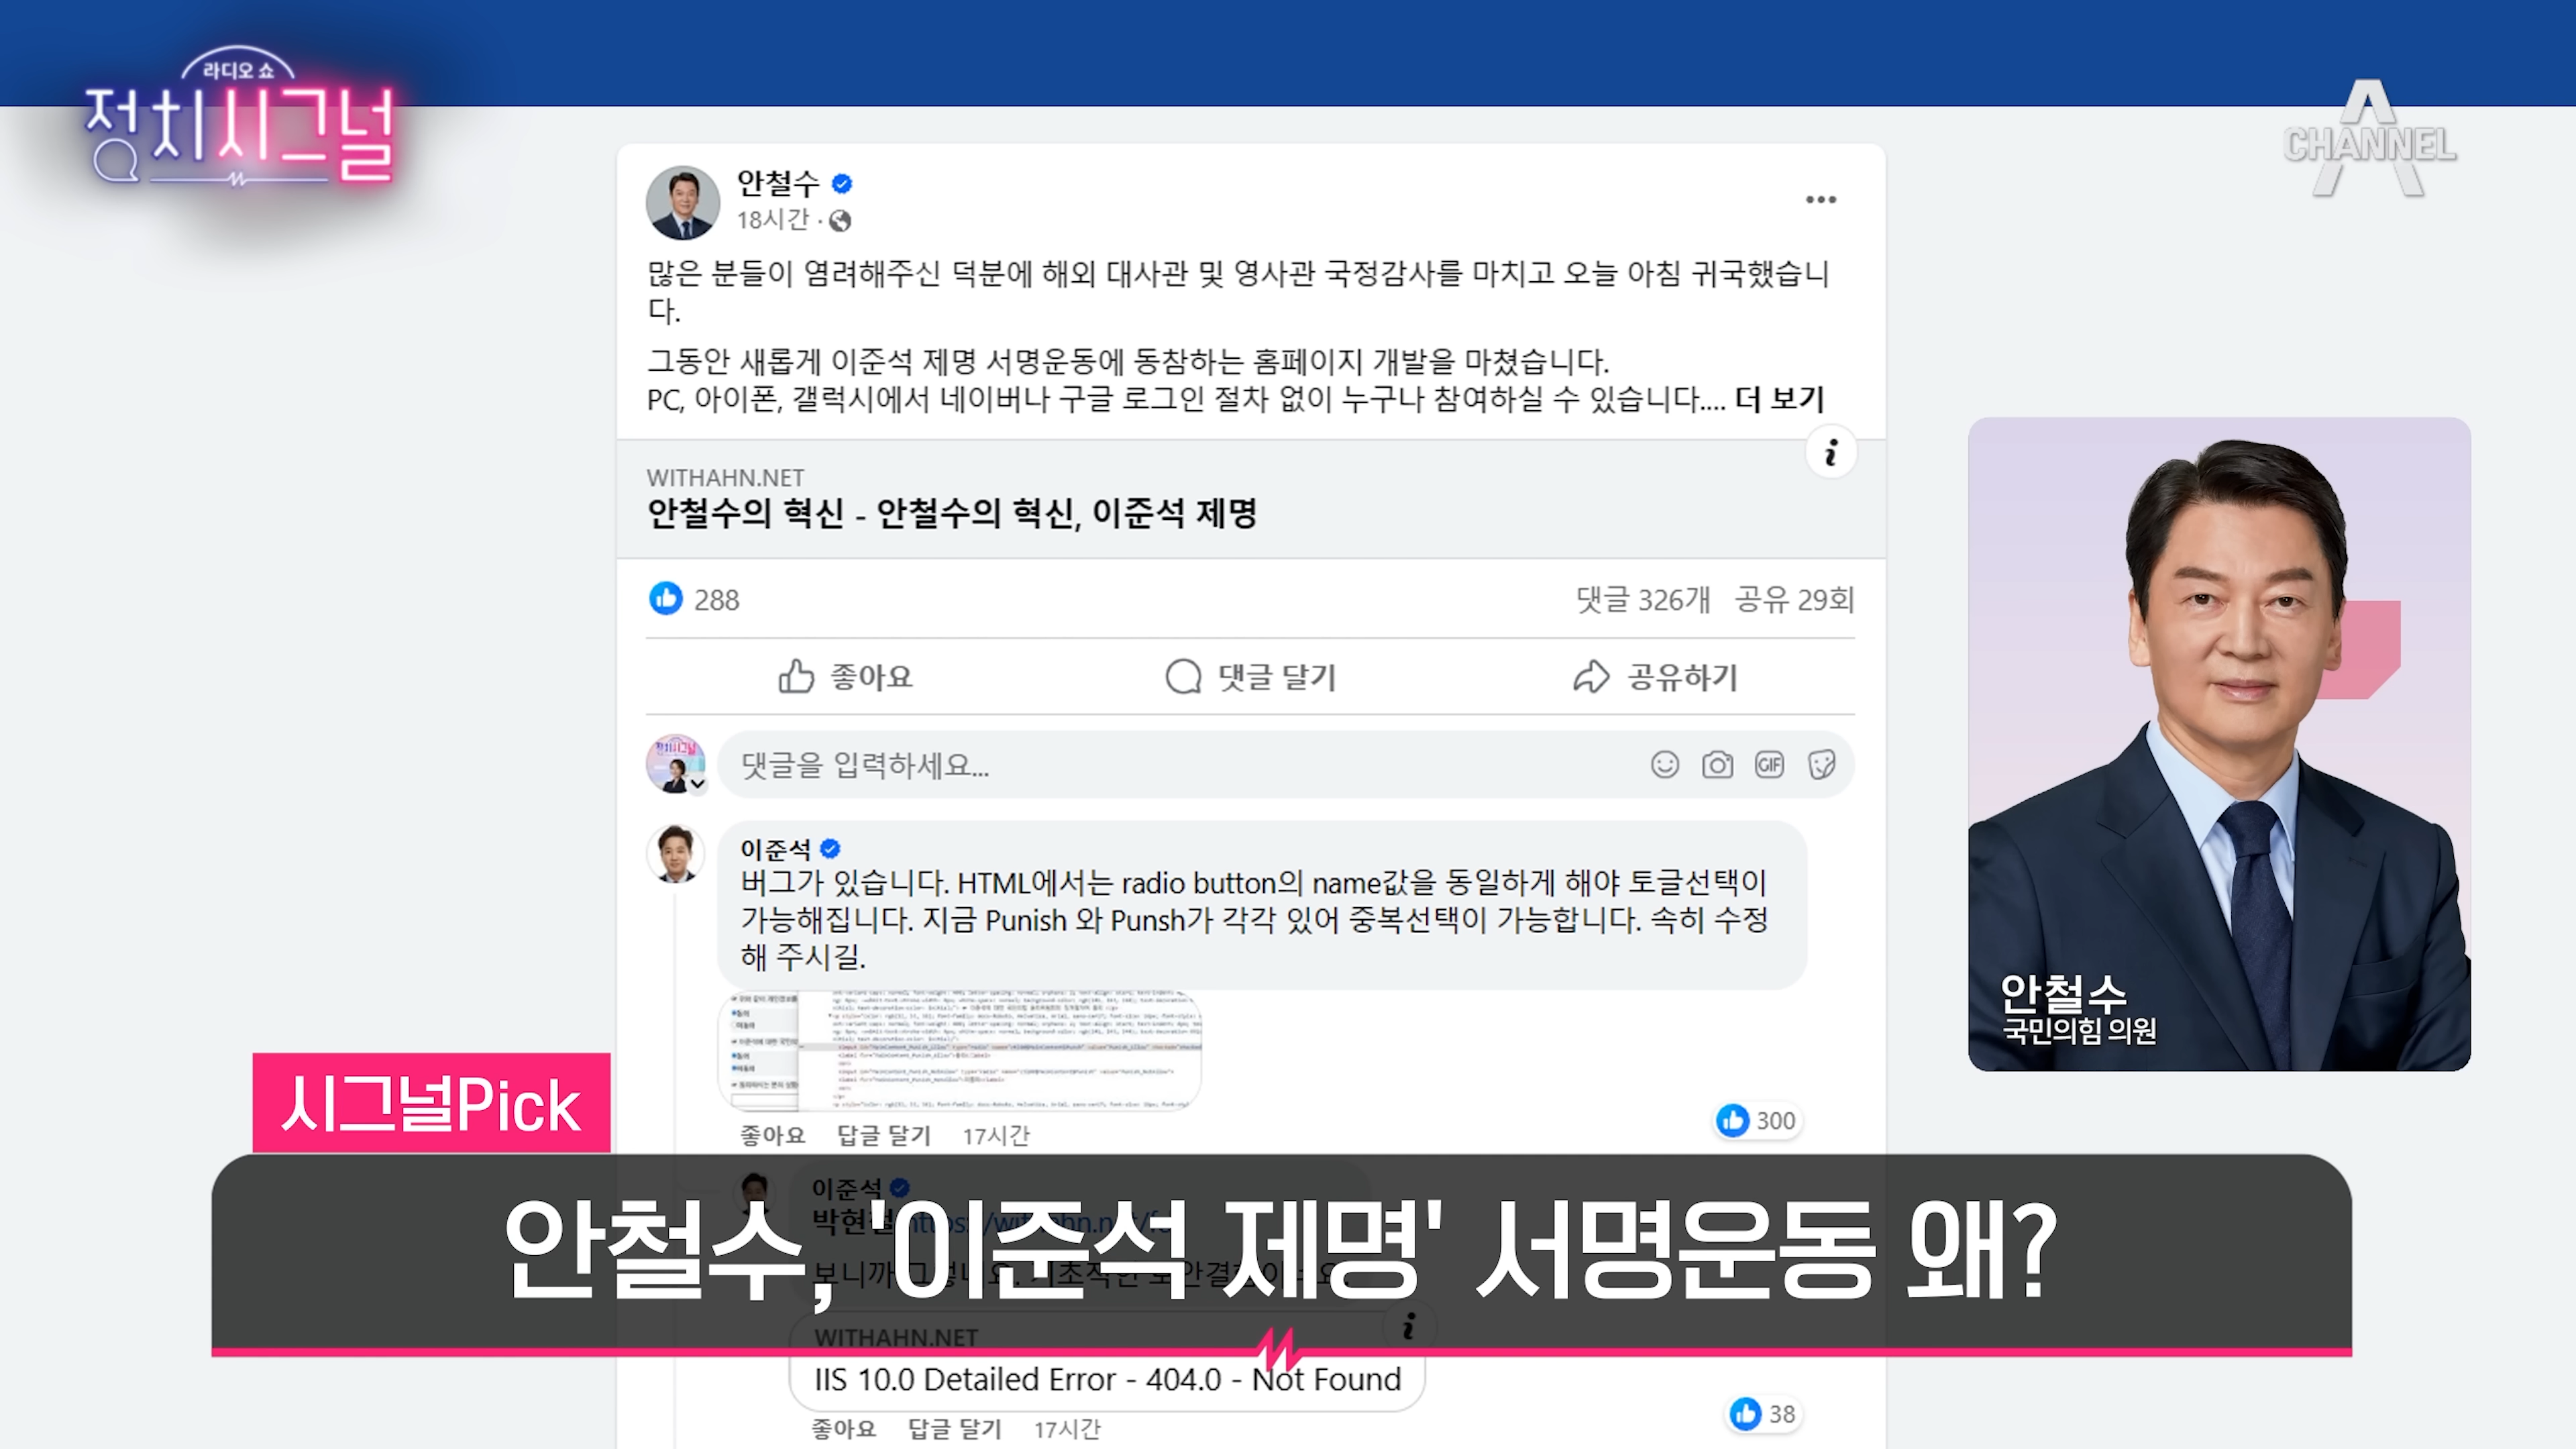 라디오 쇼
정치시그널
CHANNEL A
안철수
18시간 ·
많은 분들이 염려해주신 덕분에 해외 대사관 및 영사관 국정감사를 마치고 오늘 아침 귀국했습니
다.
그동안 새롭게 이준석 제명 서명운동에 동참하는 홈페이지 개발을 마쳤습니다.
PC, 아이폰, 갤럭시에서 네이버나 구글 로그인 절차 없이 누구나 참여하실 수 있습니다.... 더 보기
WITHAHN.NET
안철수의 혁신 - 안철수의 혁신, 이준석 제명
288
댓글 326개 공유 29회
좋아요 댓글 달기 공유하기
댓글을 입력하세요...
GIF
이준석
버그가 있습니다. HTML에서는 radio button의 name값을 동일하게 해야 토글선택이
가능해집니다. 지금 Punish 와 Punsh가 각각 있어 중복선택이 가능합니다. 속히 수정
해 주시길.
좋아요 답글 달기 17시간
300
안철수
국민의힘 의원
시그널Pick
이준석
안철수, '이준석 제명' 서명운동 왜?
WITHAHN.NET
IIS 10.0 Detailed Error - 404.0 - Not Found
좋아요 답글 달기 17시간
38